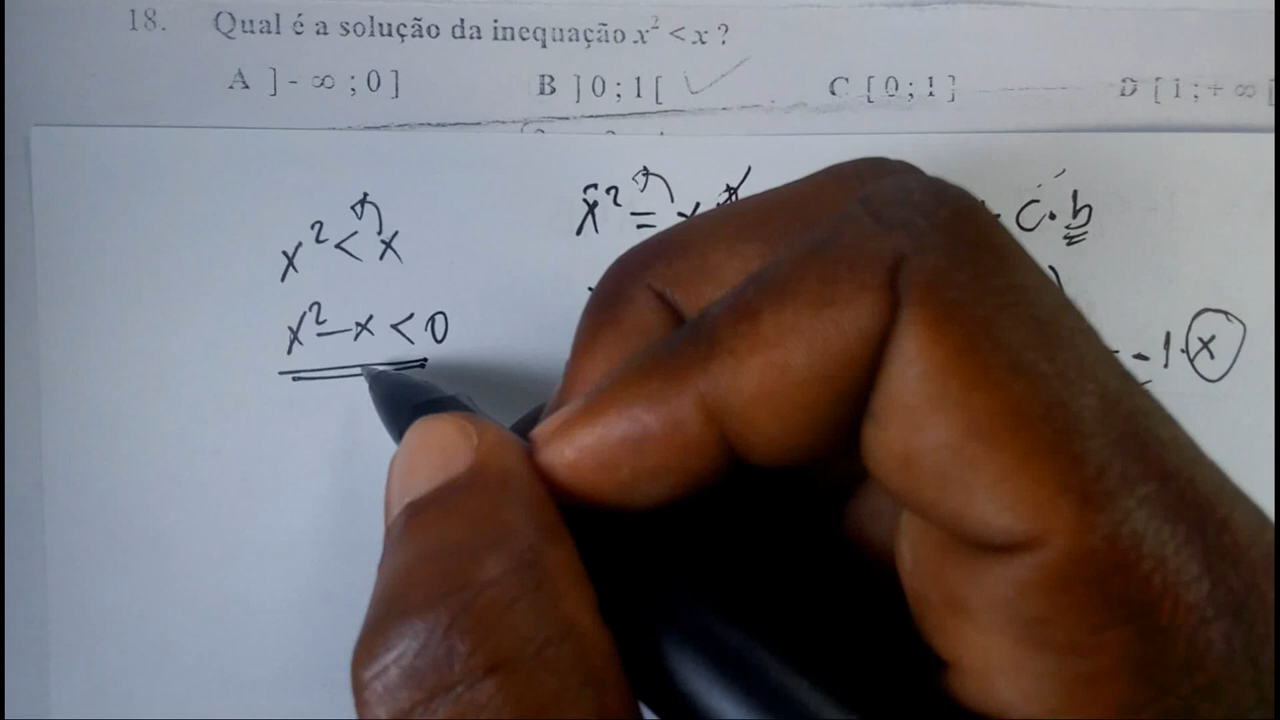 18. Qual é a solução da inequação x² < x ?
A ] - ∞ ; 0 ] B ] 0 ; 1 [ ✓ C [ 0 ; 1 ] D [ 1 ; + ∞ [
x² < x
x² = x
c . b
x² – x < 0
- 1 . x